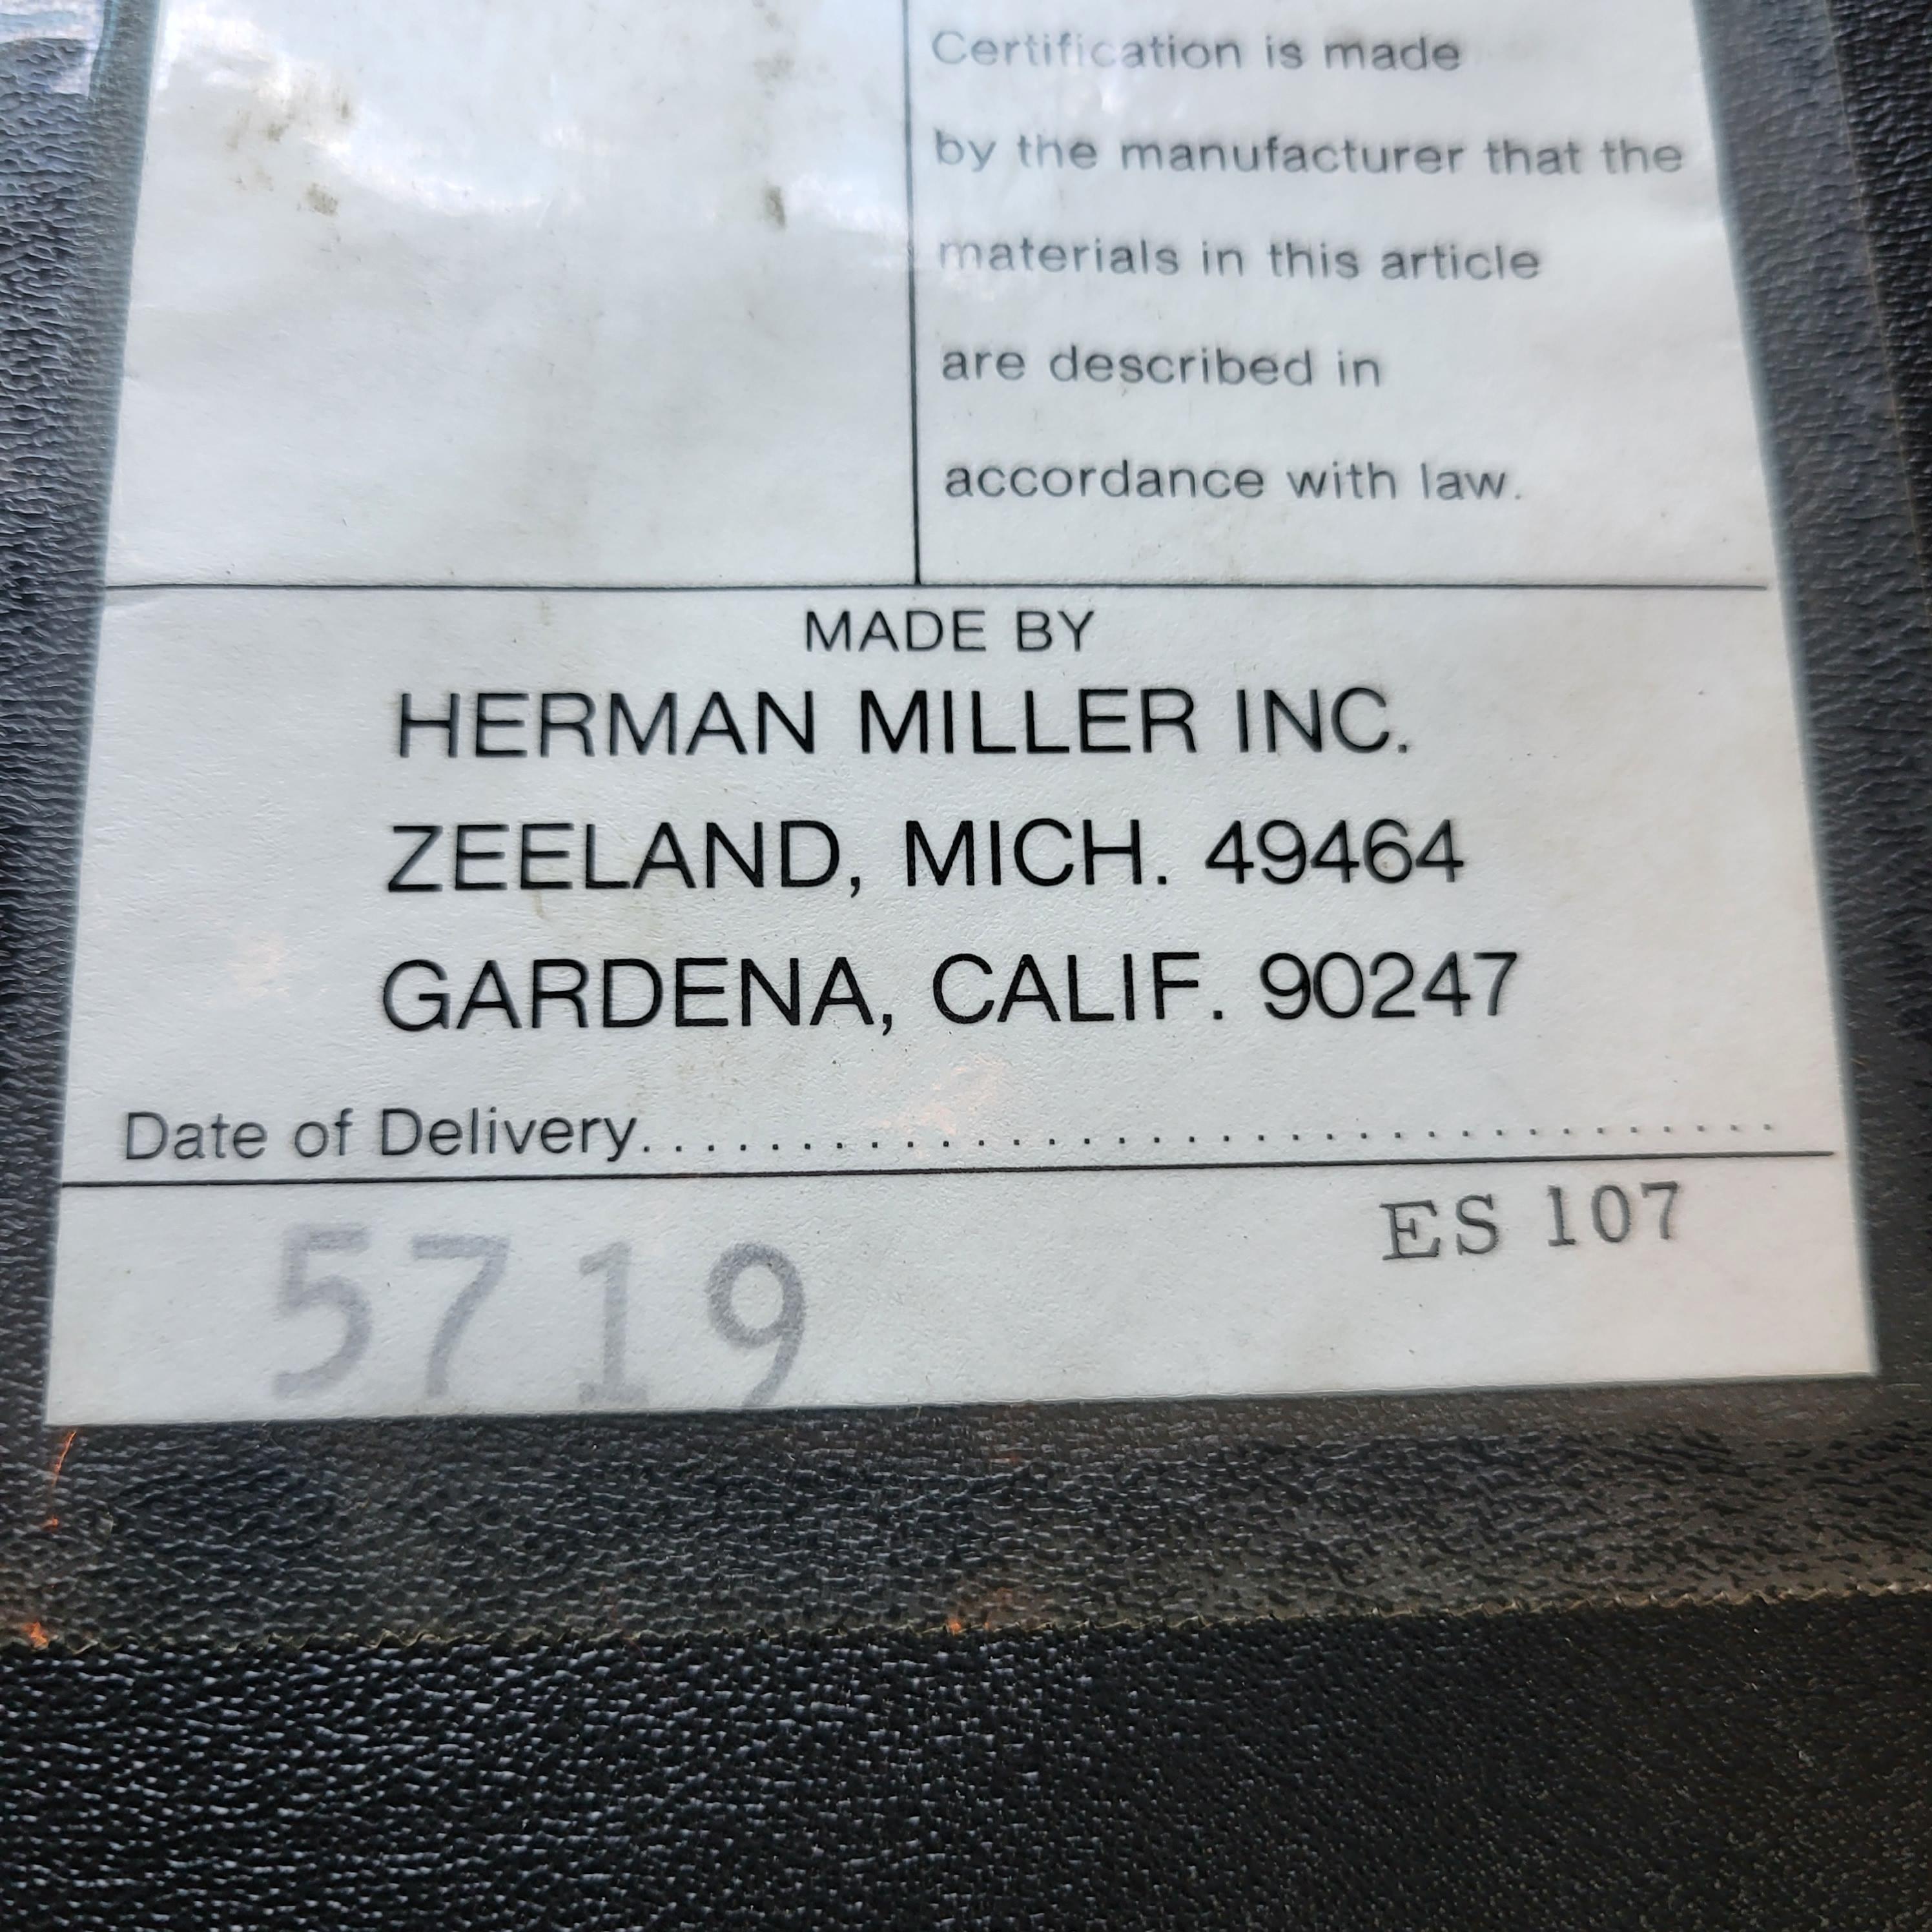 Certification is made
by the manufacturer that the
materials in this article
are described in
accordance with law.
MADE BY
HERMAN MILLER INC.
ZEELAND, MICH. 49464
GARDENA, CALIF. 90247
Date of Delivery.......................................
ES 107
5719